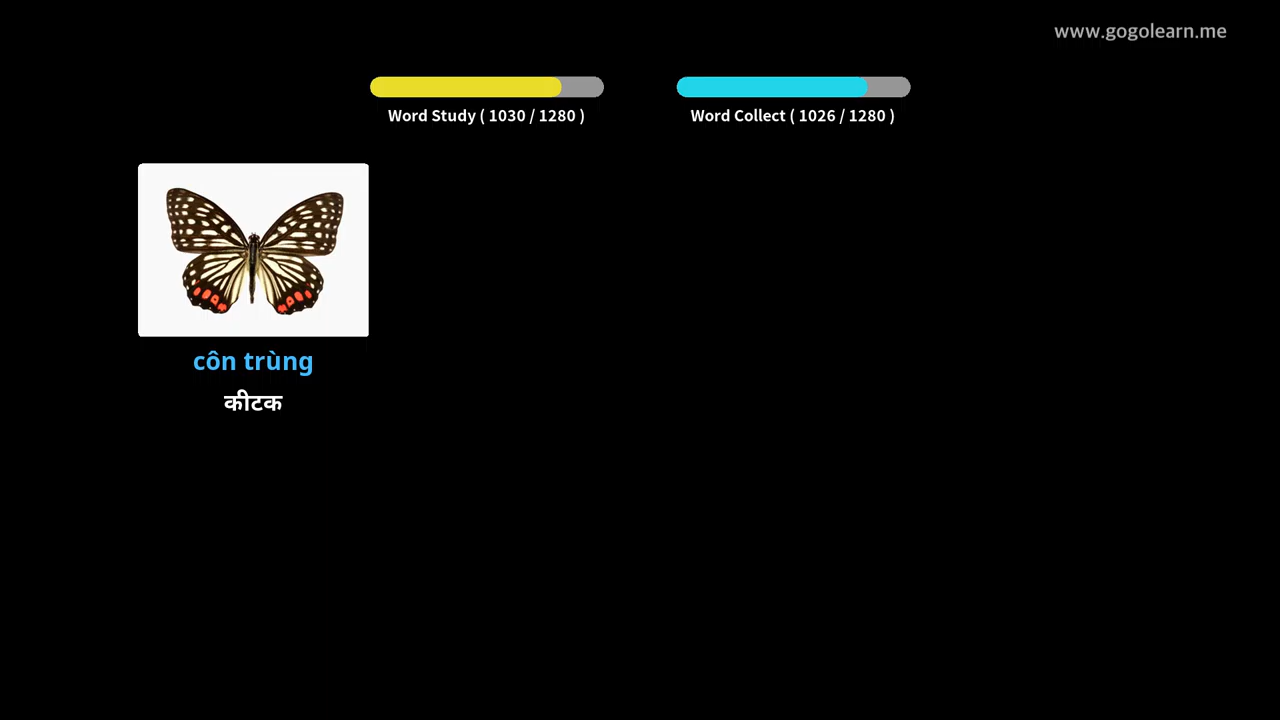 www.gogolearn.me
Word Study ( 1030 / 1280 )
Word Collect ( 1026 / 1280 )
côn trùng
कीटक